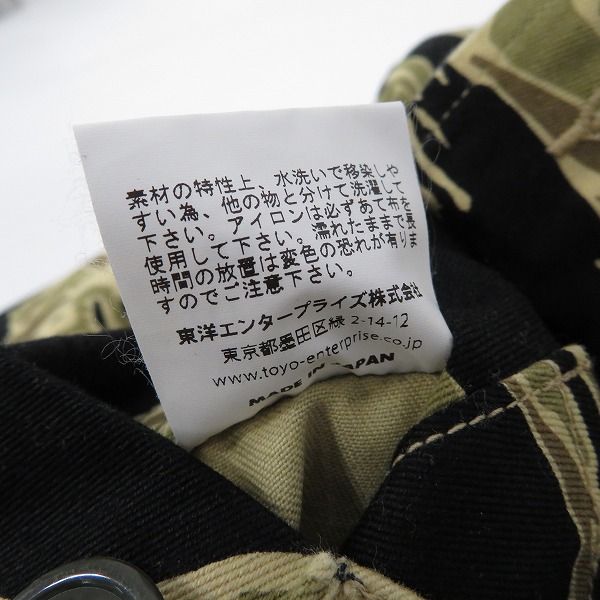 素材の特性上、水洗いで移染しや
すい為、他の物と分けて洗濯して
下さい。アイロンは必ずあて布を
使用して下さい。濡れたままで長
時間の放置は変色の恐れが有りま
すのでご注意下さい。
東洋エンタープライズ株式会社
東京都墨田区緑 2-14-12
www.toyo-enterprise.co.jp
MADE IN JAPAN